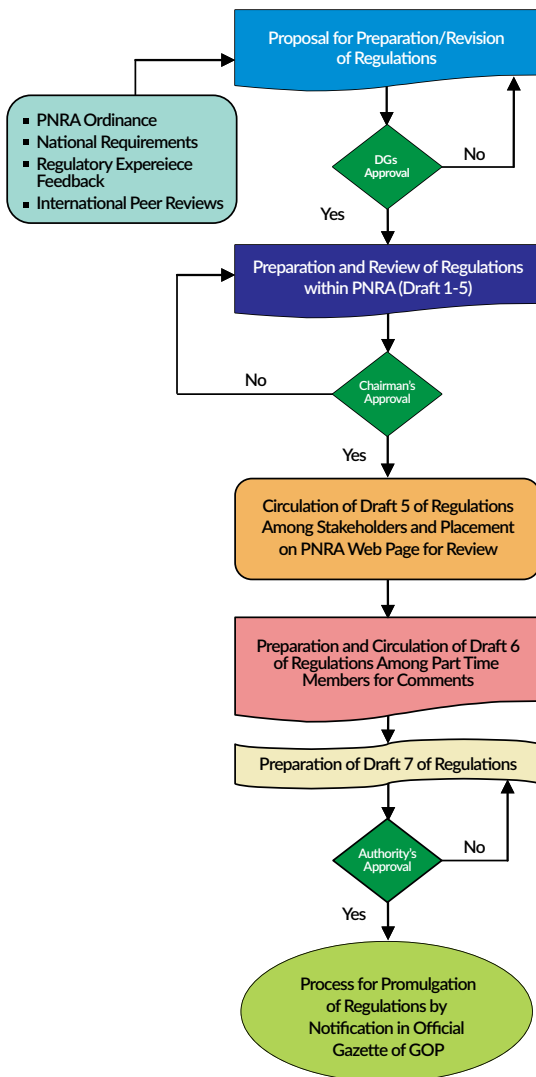 Proposal for Preparation/Revision
of Regulations
▪ PNRA Ordinance
▪ National Requirements
▪ Regulatory Expereiece
Feedback
▪ International Peer Reviews
DGs
Approval
No
Yes
Preparation and Review of Regulations
within PNRA (Draft 1-5)
No
Chairman's
Approval
Yes
Circulation of Draft 5 of Regulations
Among Stakeholders and Placement
on PNRA Web Page for Review
Preparation and Circulation of Draft 6
of Regulations Among Part Time
Members for Comments
Preparation of Draft 7 of Regulations
Authority's
Approval
No
Yes
Process for Promulgation
of Regulations by
Notification in Official
Gazette of GOP